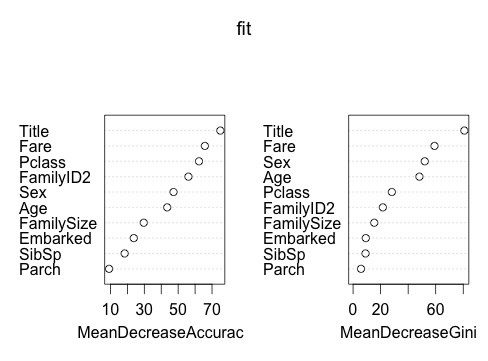 fit
Title
Fare
Pclass
FamilyID2
Sex
Age
FamilySize
Embarked
SibSp
Parch
10 30 50 70
MeanDecreaseAccurac
Title
Fare
Sex
Age
Pclass
FamilyID2
FamilySize
Embarked
SibSp
Parch
0 20 60
MeanDecreaseGini